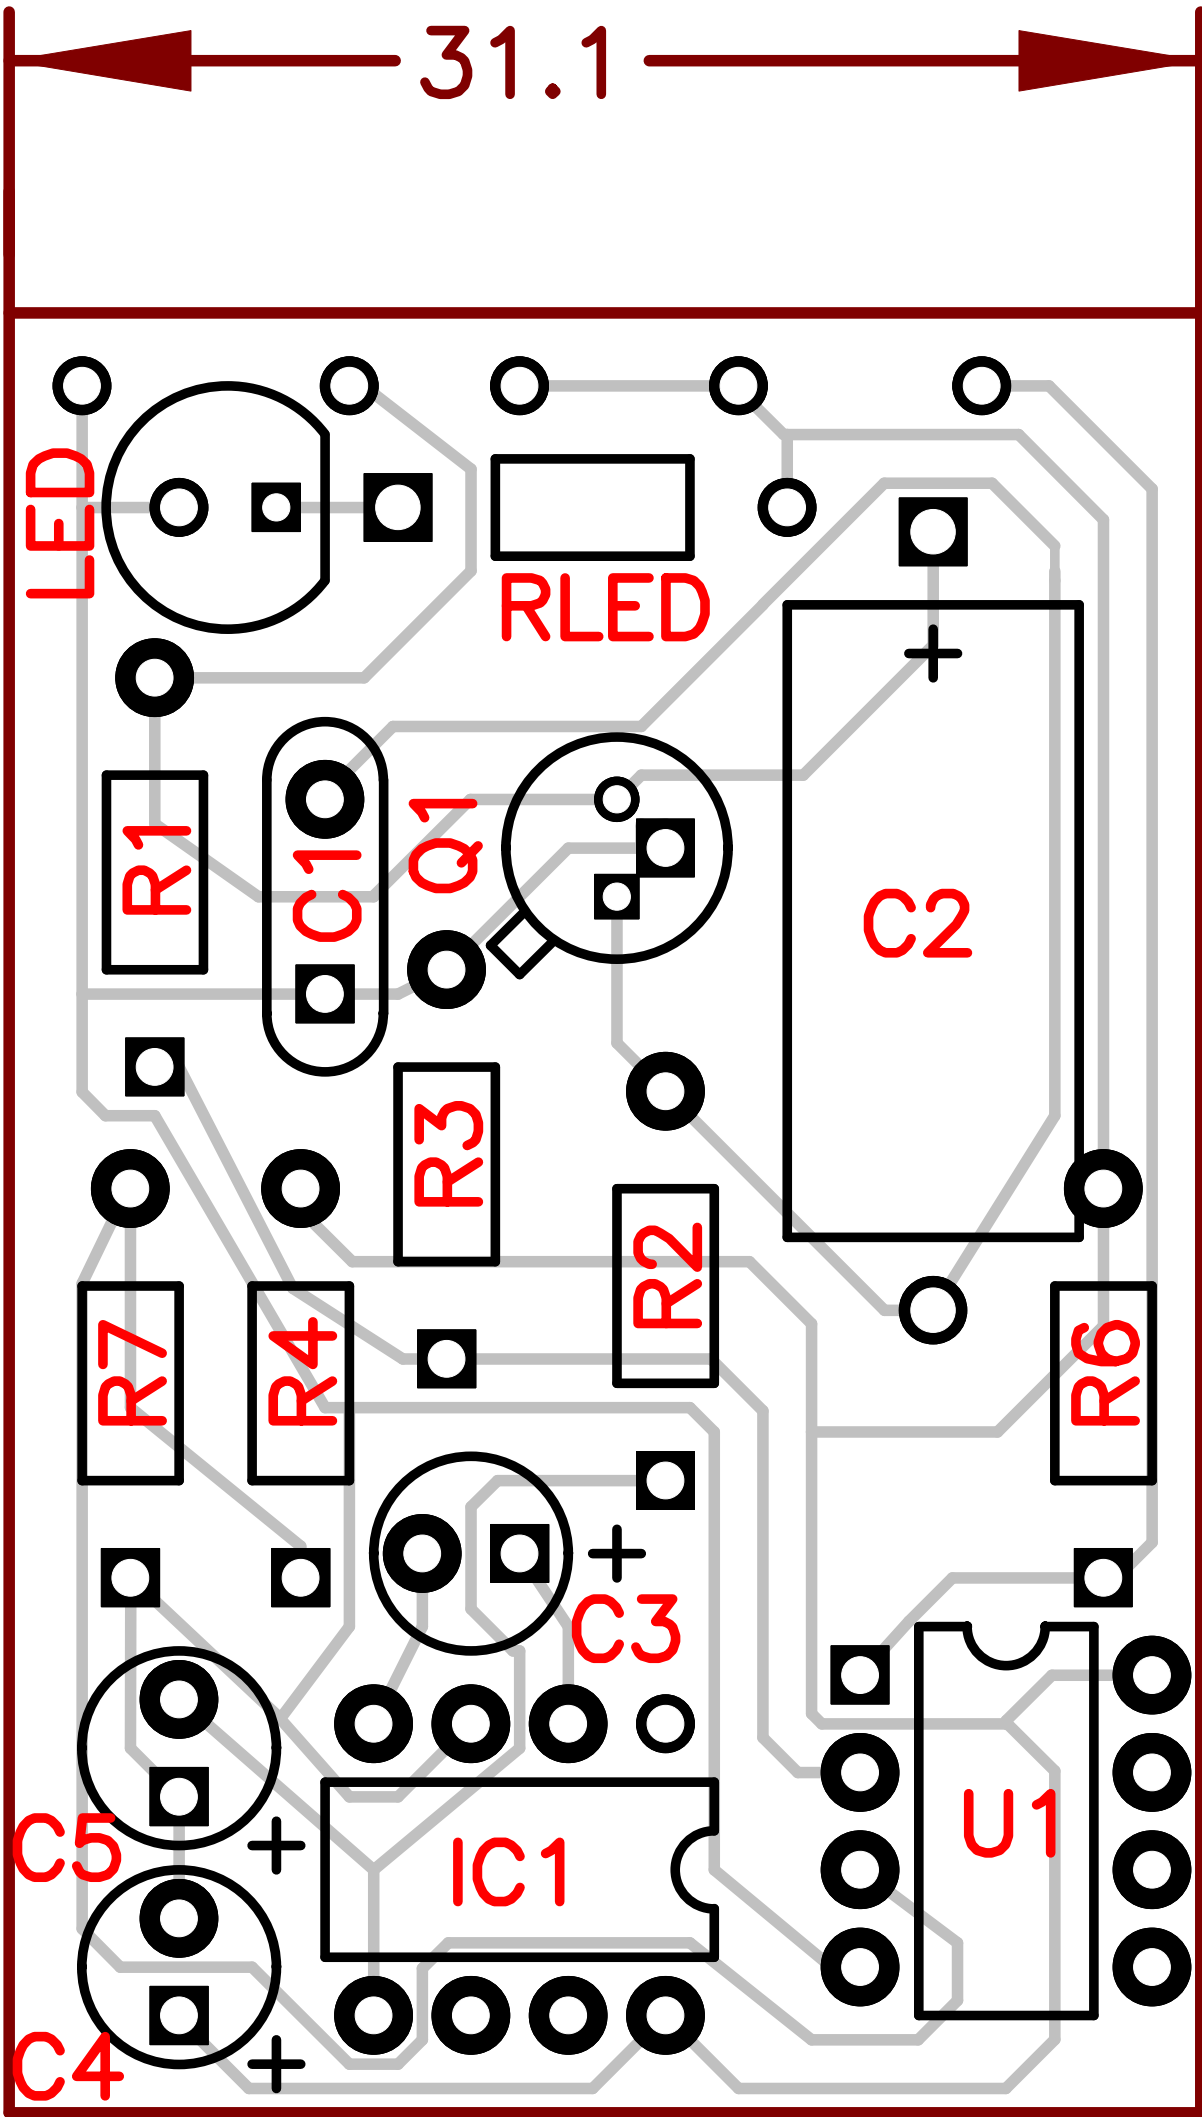 31.1
LED
RLED
R1
C1
Q1
C2
+
R3
R2
R7
R4
R6
+
C3
U1
C5
+
IC1
C4
+